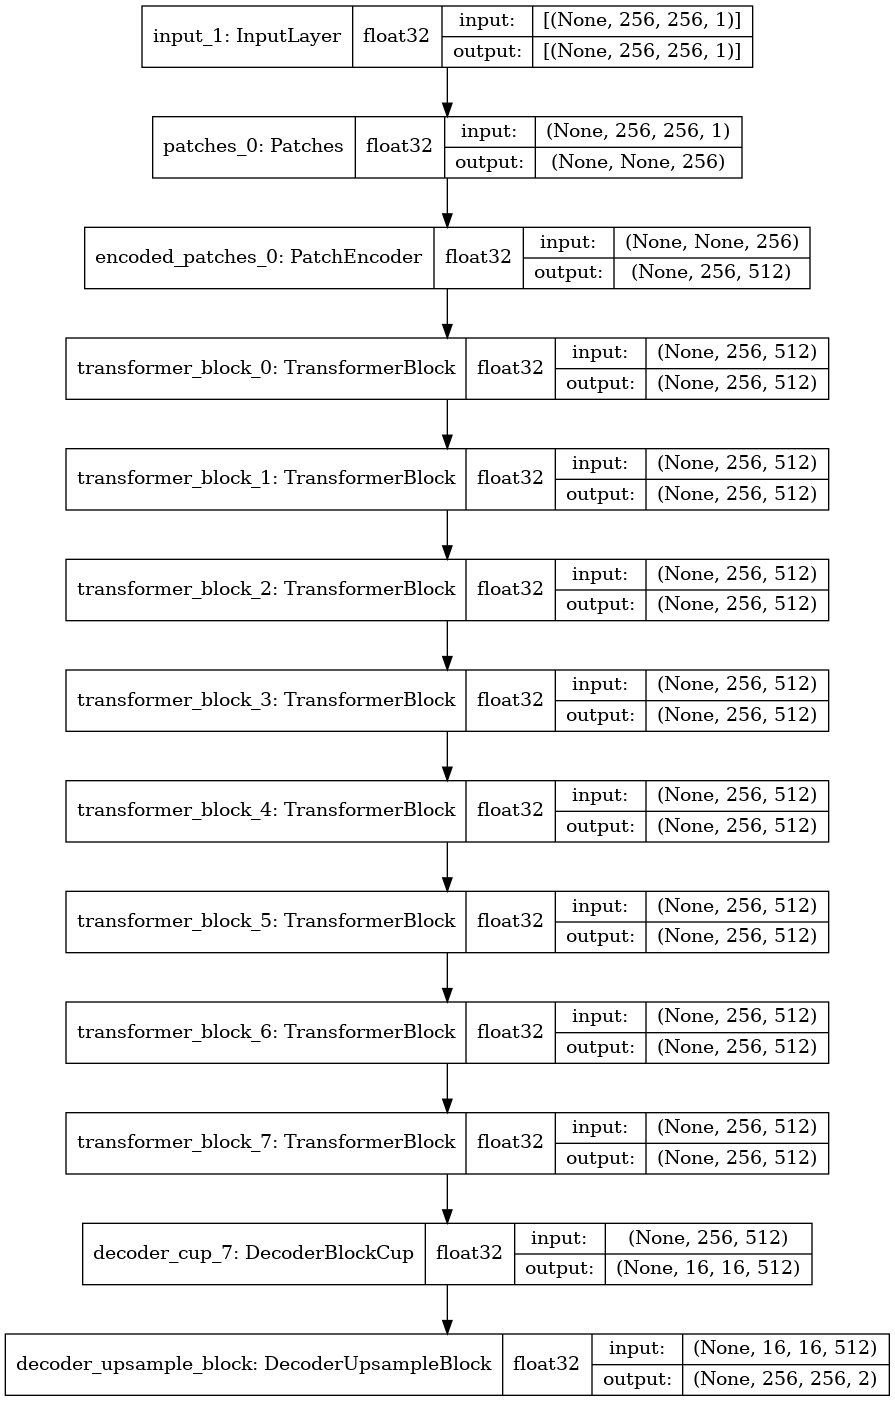 input_1: InputLayer float32 input: [(None, 256, 256, 1)]
output: [(None, 256, 256, 1)]
patches_0: Patches float32 input: (None, 256, 256, 1)
output: (None, None, 256)
encoded_patches_0: PatchEncoder float32 input: (None, None, 256)
output: (None, 256, 512)
transformer_block_0: TransformerBlock float32 input: (None, 256, 512)
output: (None, 256, 512)
transformer_block_1: TransformerBlock float32 input: (None, 256, 512)
output: (None, 256, 512)
transformer_block_2: TransformerBlock float32 input: (None, 256, 512)
output: (None, 256, 512)
transformer_block_3: TransformerBlock float32 input: (None, 256, 512)
output: (None, 256, 512)
transformer_block_4: TransformerBlock float32 input: (None, 256, 512)
output: (None, 256, 512)
transformer_block_5: TransformerBlock float32 input: (None, 256, 512)
output: (None, 256, 512)
transformer_block_6: TransformerBlock float32 input: (None, 256, 512)
output: (None, 256, 512)
transformer_block_7: TransformerBlock float32 input: (None, 256, 512)
output: (None, 256, 512)
decoder_cup_7: DecoderBlockCup float32 input: (None, 256, 512)
output: (None, 16, 16, 512)
decoder_upsample_block: DecoderUpsampleBlock float32 input: (None, 16, 16, 512)
output: (None, 256, 256, 2)